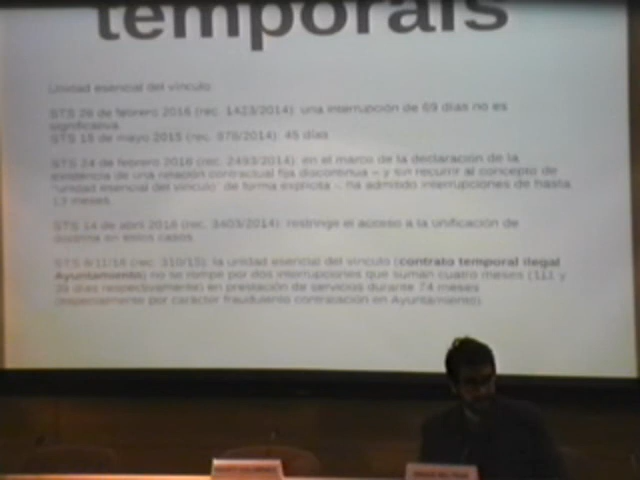 temporals
Unidad esencial del vínculo
STS 26 de febrero 2016 (rec. 1423/2014): una interrupción de 69 días no es
significativa.
STS 15 de mayo 2015 (rec. 878/2014): 45 días
STS 24 de febrero 2016 (rec. 2493/2014): en el marco de la declaración de la
existencia de una relación contractual fija discontinua – y sin recurrir al concepto de
"unidad esencial del vínculo" de forma explícita –, ha admitido interrupciones de hasta
13 meses.
STS 14 de abril 2016 (rec. 3403/2014): restringe el acceso a la unificación de
doctrina en estos casos
STS 9/11/16 (rec. 310/15): la unidad esencial del vínculo (contrato temporal ilegal
Ayuntamiento) no se rompe por dos interrupciones que suman cuatro meses (111 y
39 días respectivamente) en prestación de servicios durante 74 meses
(especialmente por carácter fraudulento contratación en Ayuntamiento)